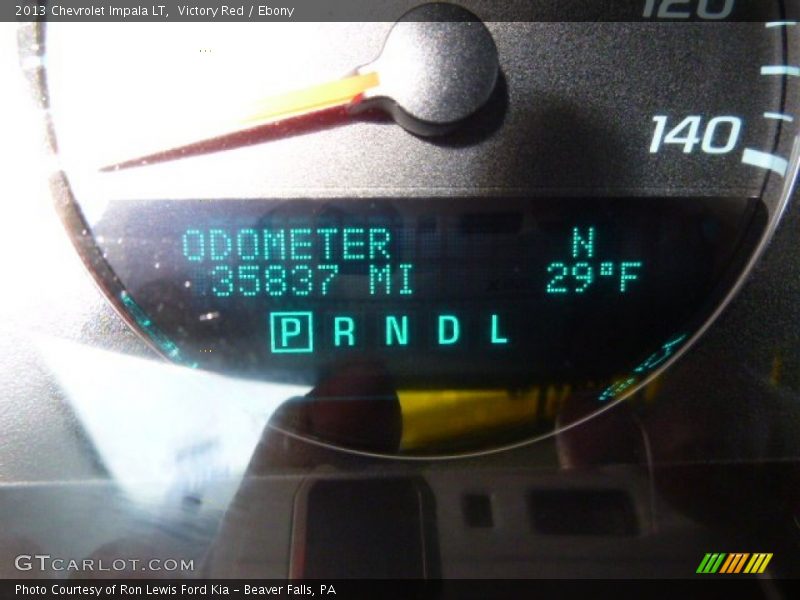 2013 Chevrolet Impala LT, Victory Red / Ebony
120
140
ODOMETER N
35837 MI 29°F
P R N D L
GTCARLOT.COM
Photo Courtesy of Ron Lewis Ford Kia - Beaver Falls, PA